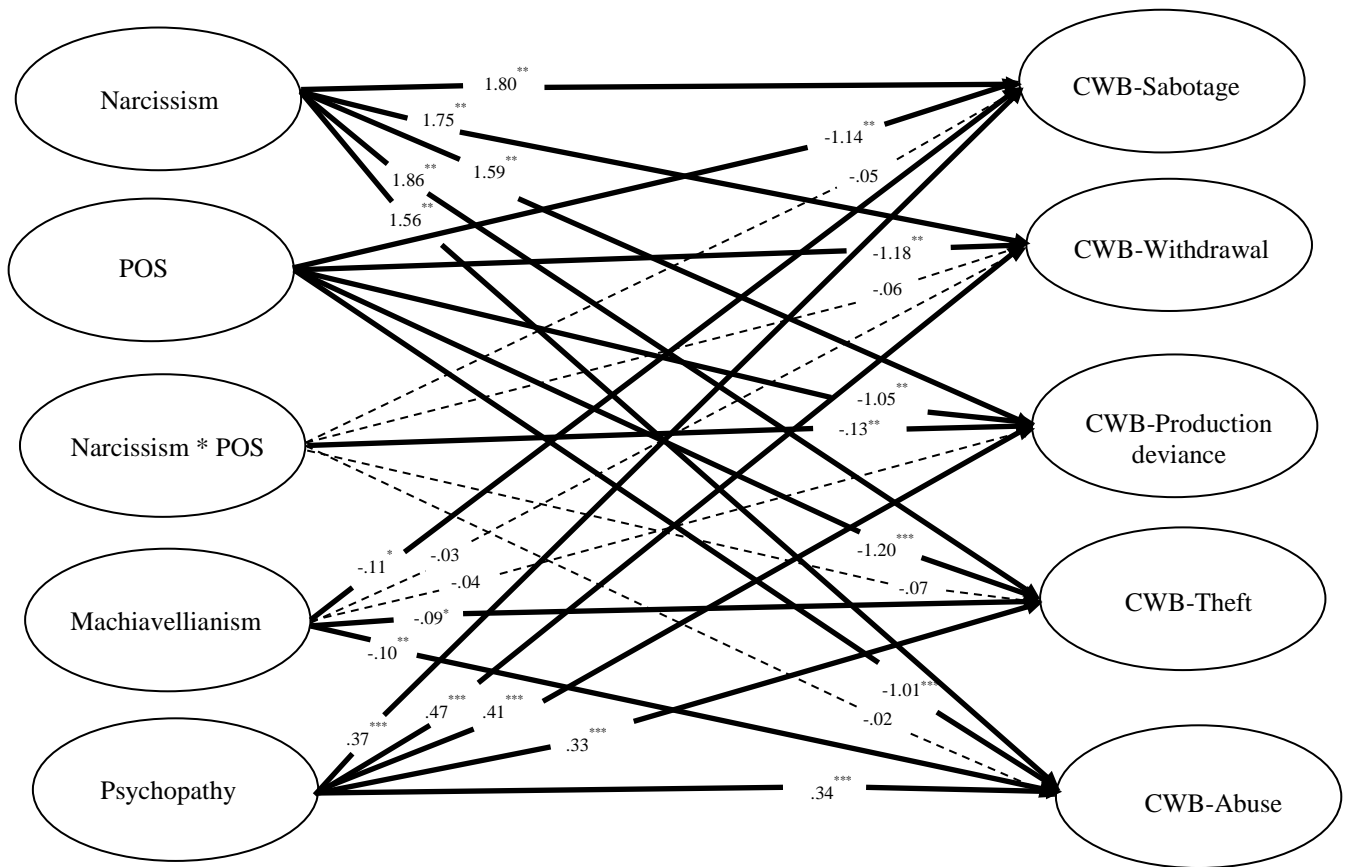 Narcissism
CWB-Sabotage
1.80**
1.75**
-1.14**
1.59**
1.86**
-.05
1.56**
POS
-1.18**
CWB-Withdrawal
-.06
-1.05**
Narcissism * POS
-.13**
CWB-Production
deviance
-.11*
-.03
-1.20***
-.04
-.07
Machiavellianism
-.09*
CWB-Theft
-.10**
-1.01***
-.02
.47***
.41***
.37***
.33***
Psychopathy
.34***
CWB-Abuse